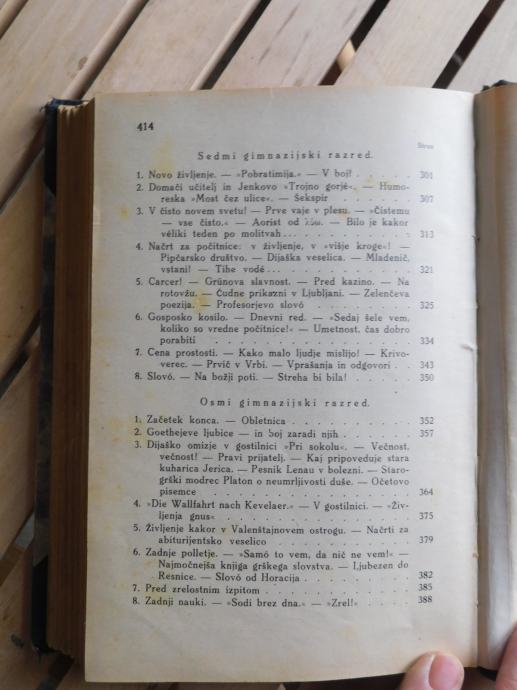 414
Stran
Sedmi gimnazijski razred.
1. Novo življenje. — »Pobratimija.« — V boj! . . . . . 301
2. Domači učitelj in Jenkovo »Trojno gorjé«. — Humo-
reska »Most čez ulice«. — Šekspir . . . . . . 307
3. V čisto novem svetu! — Prve vaje v plesu. — »Čistemu
— vse čisto.« — Aorist od — Bilo je kakor
véliki teden po molitvah . . . . . . . . . . 313
4. Načrt za počitnice: v življenje, v »višje kroge«! —
Pipčarsko društvo. — Dijaška veselica. — Mladenič,
vstani! — Tihe vodé . . . . . . . . . . . 321
5. Carcer! — Grünova slavnost. — Pred kazino. — Na
rotovžu. — Čudne prikazni v Ljubljani. — Zelenčeva
poezija. — Profesorjevo slovó . . . . . . . . 325
6. Gosposko kosilo. — Dnevni red. — »Sedaj šele vem,
koliko so vredne počitnice!« — Umetnost, čas dobro
porabiti . . . . . . . . . . . . . . 334
7. Cena prostosti. — Kako malo ljudje mislijo! — Krivo-
verec. — Prvič v Vrbi. — Vprašanja in odgovori . . 343
8. Slovó. — Na božji poti. — Streha bi bila! . . . . . 350
Osmi gimnazijski razred.
1. Začetek konca. — Obletnica . . . . . . . . . 352
2. Goethejeve ljubice — in boj zaradi njih . . . . . . 357
3. Dijaško omizje v gostilnici »Pri sokolu«. — Večnost,
večnost! — Pravi prijatelj. — Kaj pripoveduje stara
kuharica Jerica. — Pesnik Lenau v bolezni. — Staro-
grški modrec Platon o neumrljivosti duše. — Očetovo
pisemce . . . . . . . . . . . . . . 364
4. »Die Wallfahrt nach Kevelaer.« — V gostilnici. — »Živ-
ljenja gnus« . . . . . . . . . . . . . 375
5. Življenje kakor v Valenštajnovem ostrogu. — Načrti za
abiturijentsko veselico . . . . . . . . . . 379
6. Zadnje polletje. — »Samó to vem, da nič ne vem!« —
Najmočnejša knjiga grškega slovstva. — Ljubezen do
Resnice. — Slovó od Horacija . . . . . . . . 382
7. Pred zrelostnim izpitom . . . . . . . . . . 385
8. Zadnji nauki. — »Sodi brez dna.« — »Zrel!« . . . . . 388